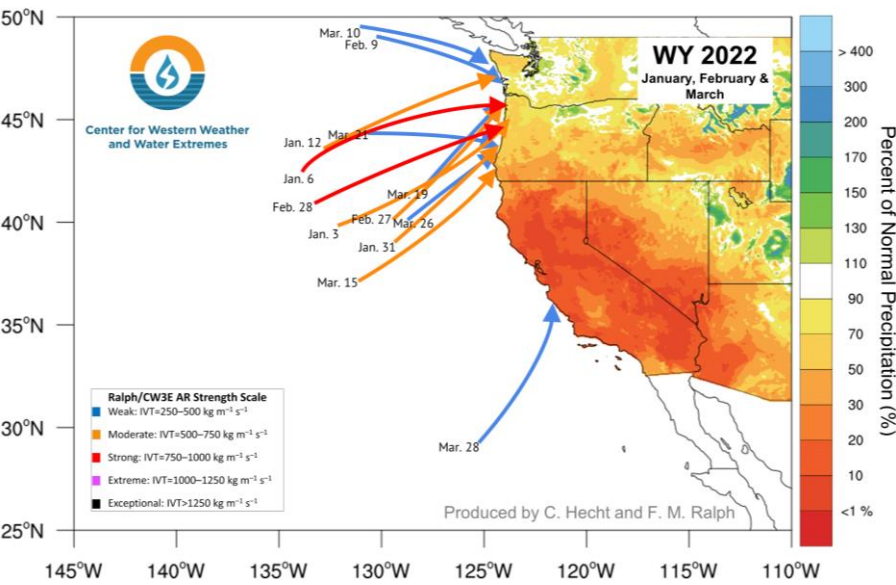 50°N
45°N
40°N
35°N
30°N
25°N
145°W
140°W
135°W
130°W
125°W
120°W
115°W
110°W
Center for Western Weather
and Water Extremes
WY 2022
January, February &
March
Mar. 10
Feb. 9
Jan. 12
Mar. 21
Jan. 6
Mar. 19
Feb. 28
Feb. 27
Mar. 26
Jan. 3
Jan. 31
Mar. 15
Mar. 28
Ralph/CW3E AR Strength Scale
Weak: IVT=250–500 kg m⁻¹ s⁻¹
Moderate: IVT=500–750 kg m⁻¹ s⁻¹
Strong: IVT=750–1000 kg m⁻¹ s⁻¹
Extreme: IVT=1000–1250 kg m⁻¹ s⁻¹
Exceptional: IVT>1250 kg m⁻¹ s⁻¹
Produced by C. Hecht and F. M. Ralph
> 400
300
200
170
150
130
110
90
70
50
30
20
10
<1 %
Percent of Normal Precipitation (%)